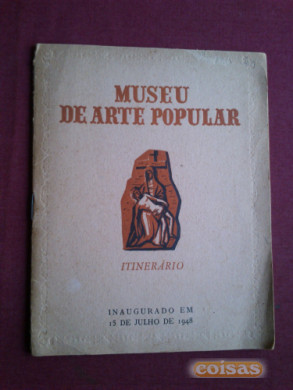 MUSEU
DE ARTE POPULAR
ITINERÁRIO
INAUGURADO EM
15 DE JULHO DE 1948
coisas